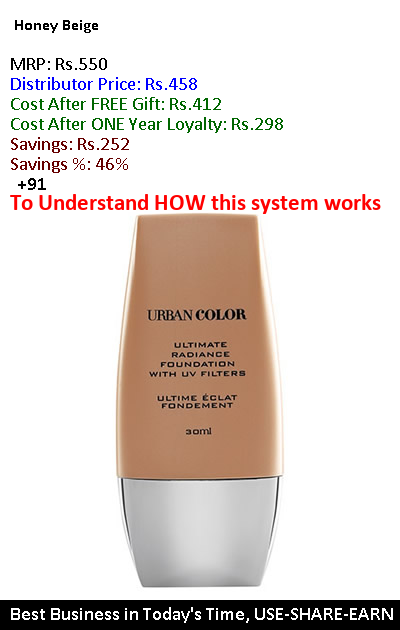 Honey Beige
MRP: Rs.550
Distributor Price: Rs.458
Cost After FREE Gift: Rs.412
Cost After ONE Year Loyalty: Rs.298
Savings: Rs.252
Savings %: 46%
+91
To Understand HOW this system works
URBAN COLOR
ULTIMATE
RADIANCE
FOUNDATION
WITH UV FILTERS
ULTIME ÉCLAT
FONDEMENT
30ml
Best Business in Today's Time, USE-SHARE-EARN